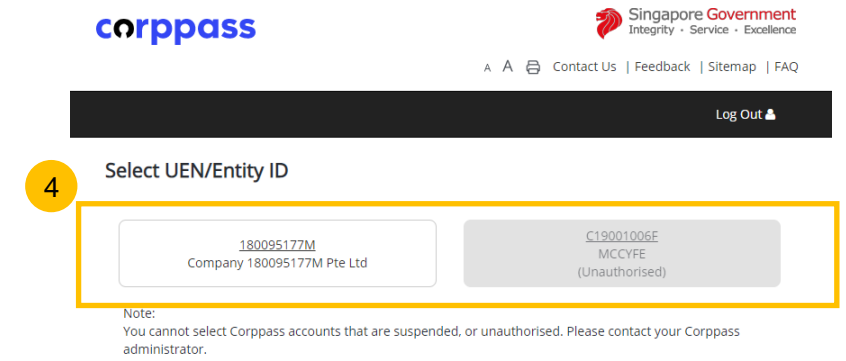 corppass
Singapore Government
Integrity · Service · Excellence
A A Contact Us | Feedback | Sitemap | FAQ
Log Out
Select UEN/Entity ID
4
180095177M
Company 180095177M Pte Ltd
C19001006F
MCCYFE
(Unauthorised)
Note:
You cannot select Corppass accounts that are suspended, or unauthorised. Please contact your Corppass
administrator.